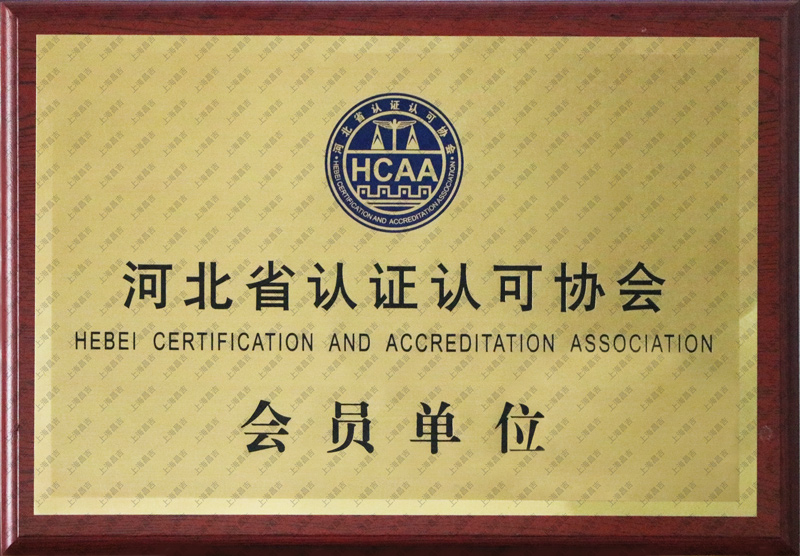 河北省认证认可协会
HCAA
HEBEI CERTIFICATION AND ACCREDITATION ASSOCIATION
河北省认证认可协会
HEBEI CERTIFICATION AND ACCREDITATION ASSOCIATION
会员单位